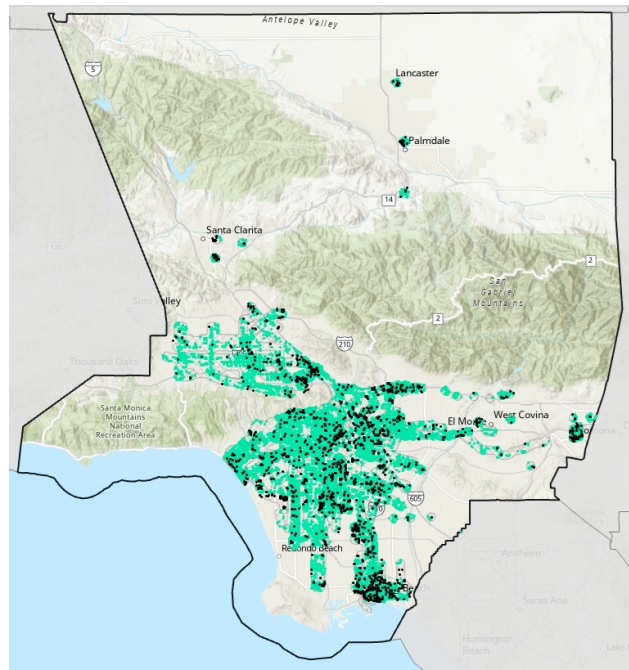 Antelope Valley
5
Lancaster
Palmdale
14
Santa Clarita
2
San
Gabriel
Mountains
126
Simi Valley
2
210
Thousand Oaks
Santa Monica
Mountains
National
Recreation Area
El Monte
West Covina
605
Redondo Beach
Anaheim
Santa Ana
Huntington
Beach